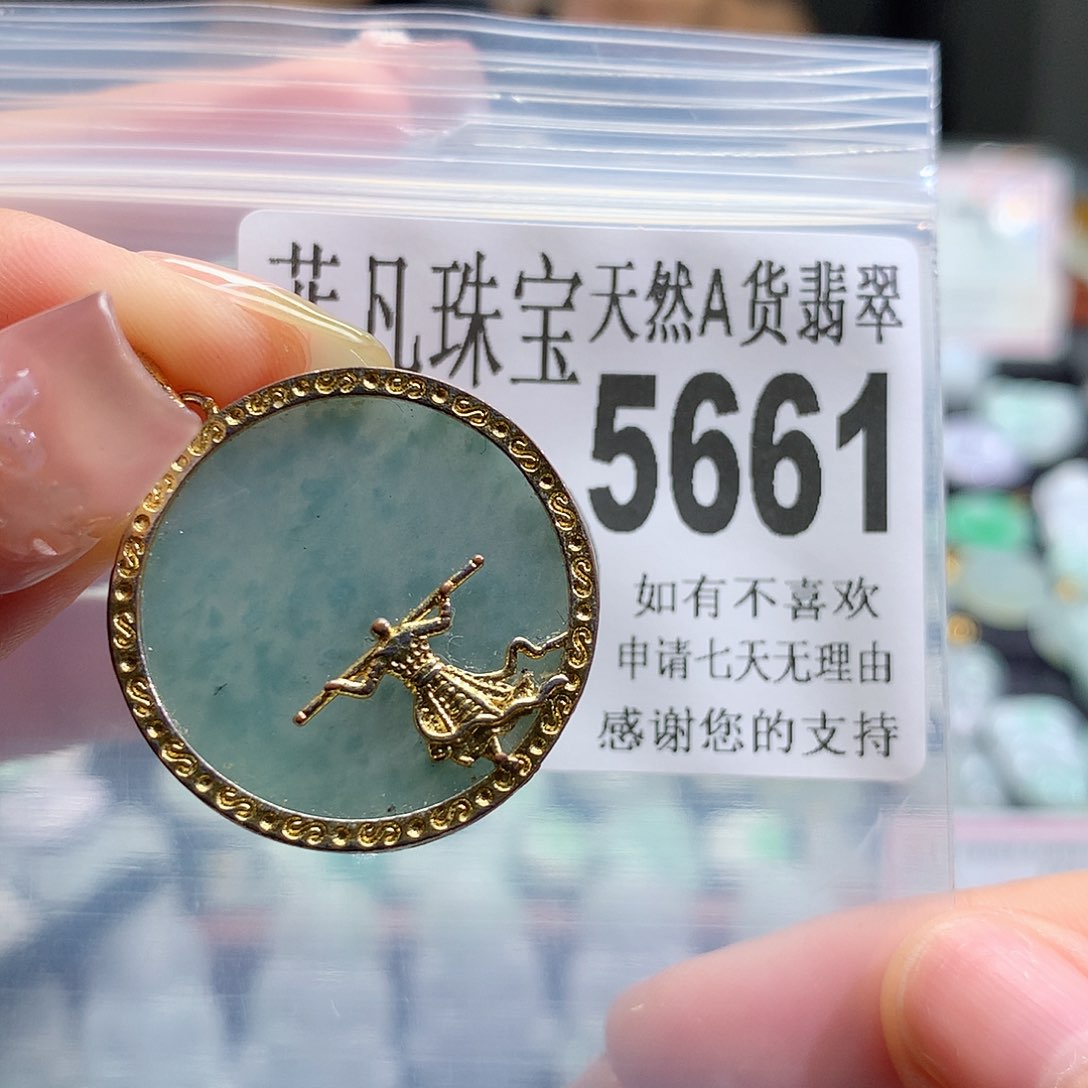 凡珠宝天然A货翡翠
5661
如有不喜欢
申请七天无理由
感谢您的支持